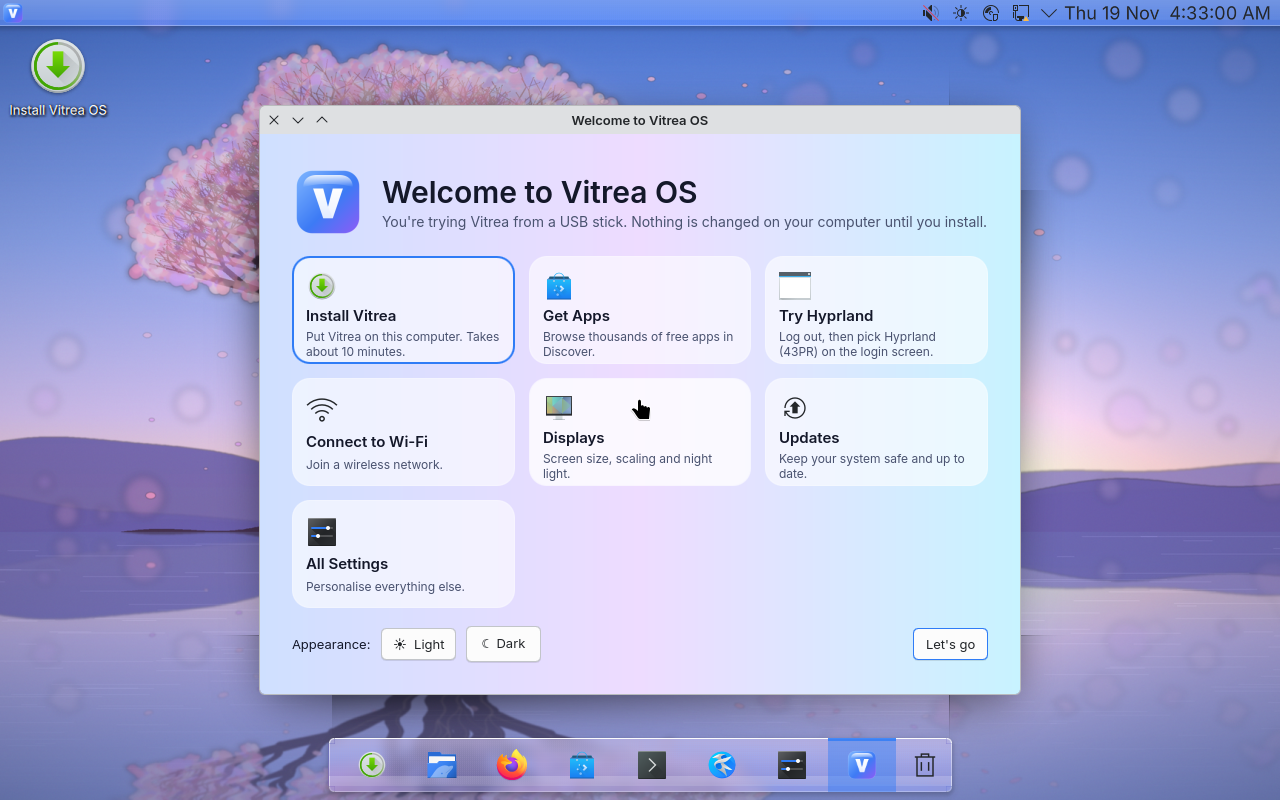 V
Thu 19 Nov 4:33:00 AM
Install Vitrea OS
Welcome to Vitrea OS
V
Welcome to Vitrea OS
You're trying Vitrea from a USB stick. Nothing is changed on your computer until you install.
Install Vitrea
Put Vitrea on this computer. Takes
about 10 minutes.
Get Apps
Browse thousands of free apps in
Discover.
Try Hyprland
Log out, then pick Hyprland
(43PR) on the login screen.
Connect to Wi-Fi
Join a wireless network.
Displays
Screen size, scaling and night
light.
Updates
Keep your system safe and up to
date.
All Settings
Personalise everything else.
Appearance:
Light
Dark
Let's go
V